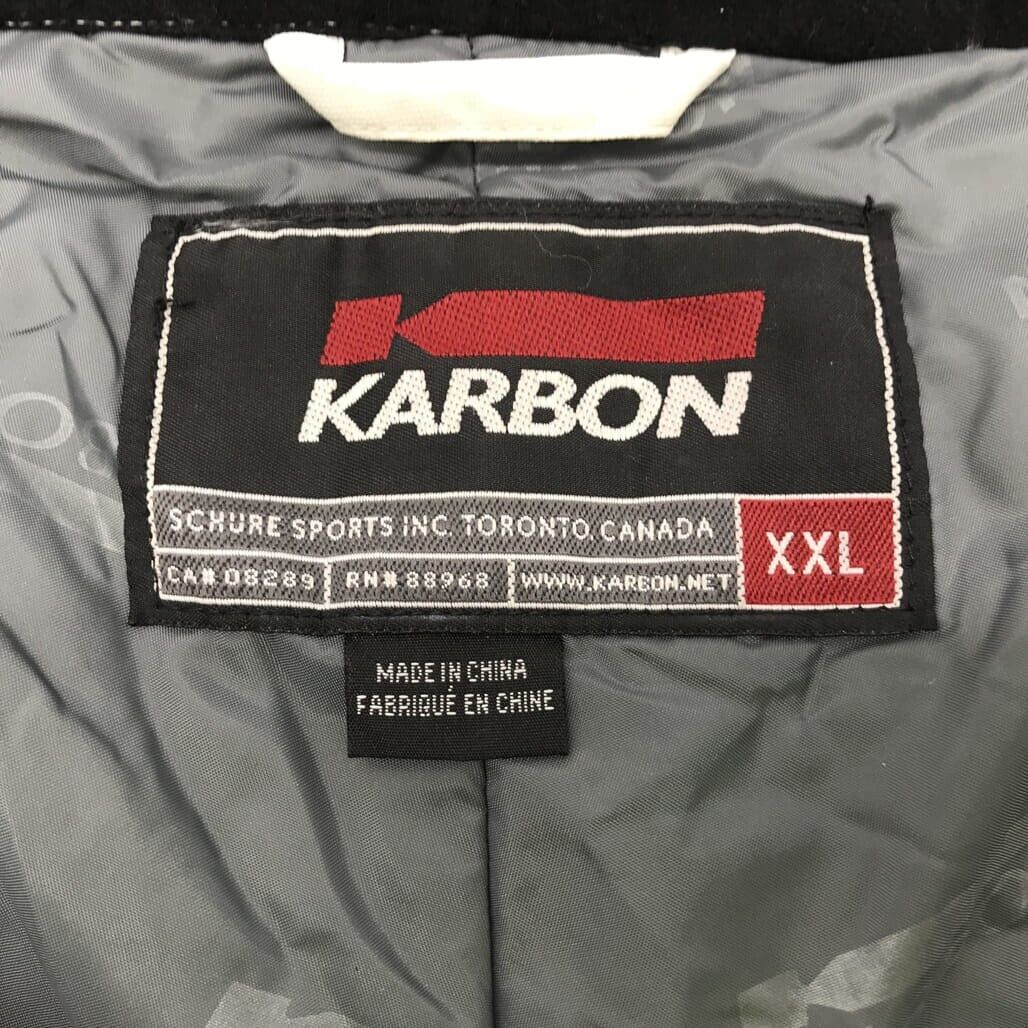 KARBON
SCHURE SPORTS INC. TORONTO, CANADA
XXL
CA# 08289
RN# 88968
WWW.KARBON.NET
MADE IN CHINA
FABRIQUÉ EN CHINE